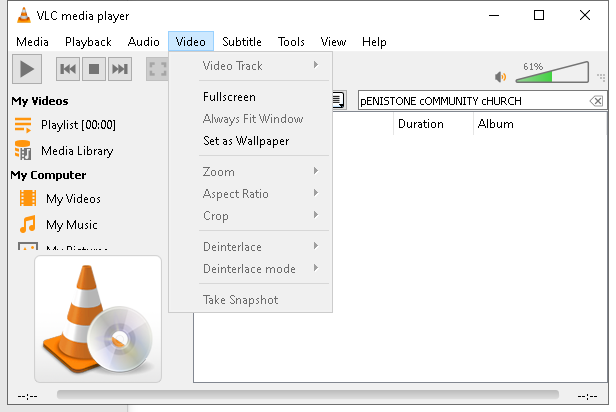 VLC media player
Media Playback Audio Video Subtitle Tools View Help
61%
pENISTONE cOMMUNITY cHURCH
My Videos
Playlist [00:00]
Media Library
My Computer
My Videos
My Music
My Pictures
Video Track
Fullscreen
Always Fit Window
Set as Wallpaper
Zoom
Aspect Ratio
Crop
Deinterlace
Deinterlace mode
Take Snapshot
Duration Album
--:-- --:--